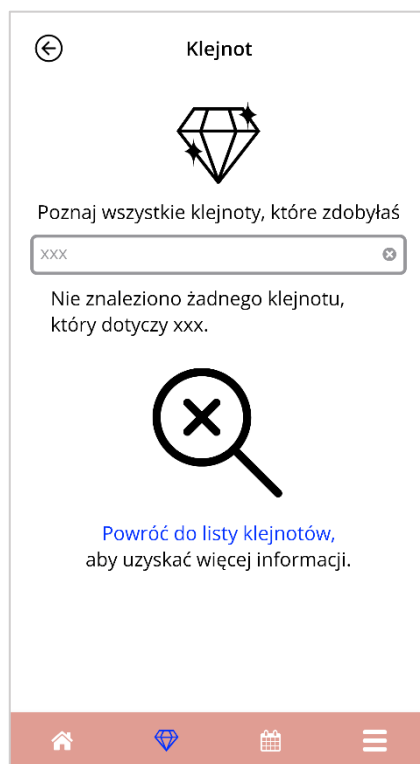 Klejnot
Poznaj wszystkie klejnoty, które zdobyłaś
xxx
Nie znaleziono żadnego klejnotu,
który dotyczy xxx.
Powróć do listy klejnotów,
aby uzyskać więcej informacji.